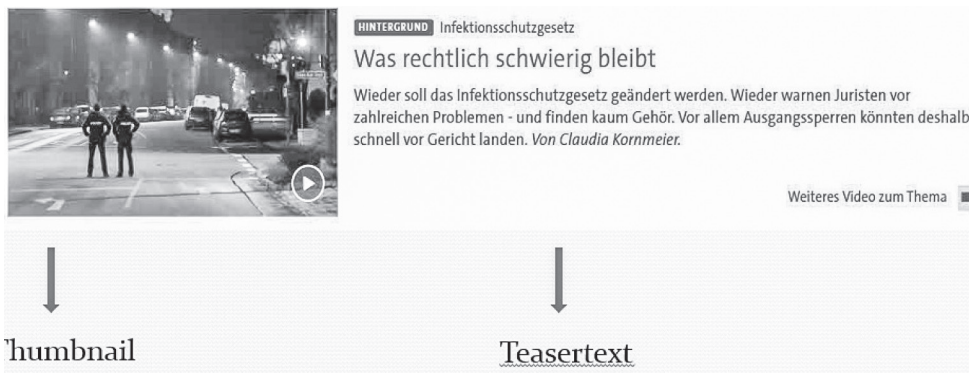 HINTERGRUND Infektionsschutzgesetz
Was rechtlich schwierig bleibt
Wieder soll das Infektionsschutzgesetz geändert werden. Wieder warnen Juristen vor
zahlreichen Problemen - und finden kaum Gehör. Vor allem Ausgangssperren könnten deshalb
schnell vor Gericht landen. Von Claudia Kornmeier.
Weiteres Video zum Thema
Thumbnail
Teasertext